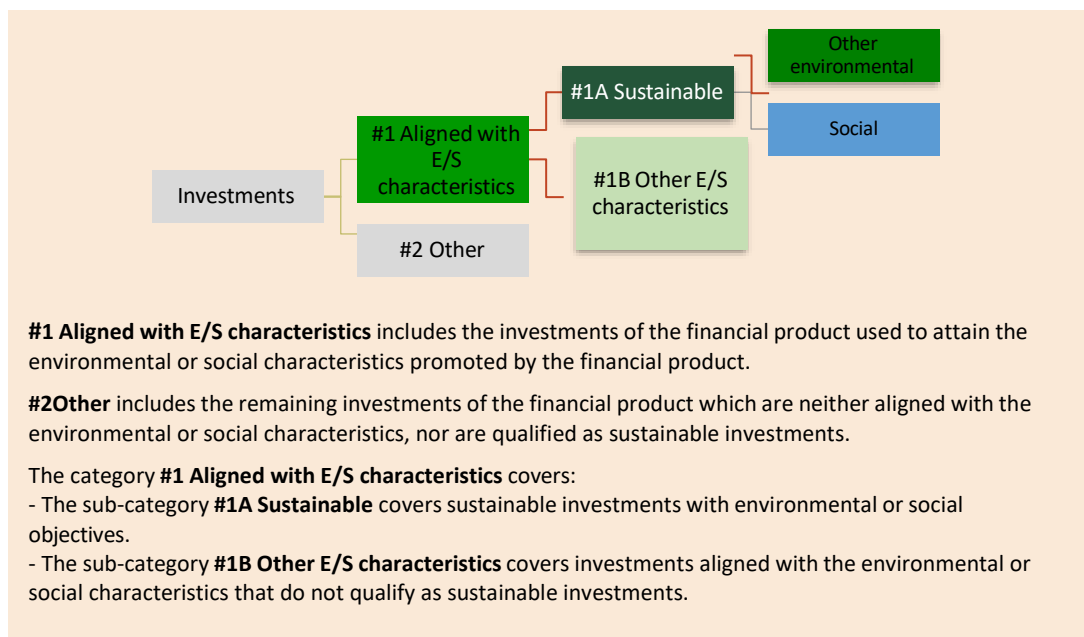 Other
environmental
#1A Sustainable
Social
#1 Aligned with
E/S
characteristics
#1B Other E/S
characteristics
Investments
#2 Other
#1 Aligned with E/S characteristics includes the investments of the financial product used to attain the
environmental or social characteristics promoted by the financial product.
#2Other includes the remaining investments of the financial product which are neither aligned with the
environmental or social characteristics, nor are qualified as sustainable investments.
The category #1 Aligned with E/S characteristics covers:
- The sub-category #1A Sustainable covers sustainable investments with environmental or social
objectives.
- The sub-category #1B Other E/S characteristics covers investments aligned with the environmental or
social characteristics that do not qualify as sustainable investments.